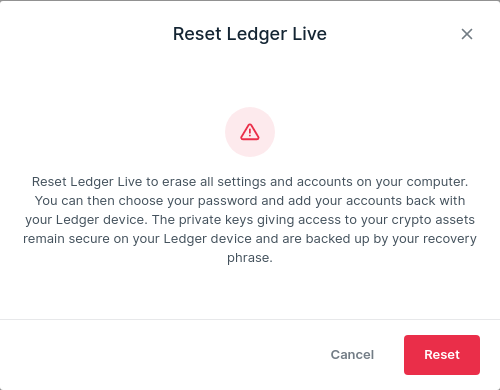 Reset Ledger Live
Reset Ledger Live to erase all settings and accounts on your computer.
You can then choose your password and add your accounts back with
your Ledger device. The private keys giving access to your crypto assets
remain secure on your Ledger device and are backed up by your recovery
phrase.
Cancel
Reset